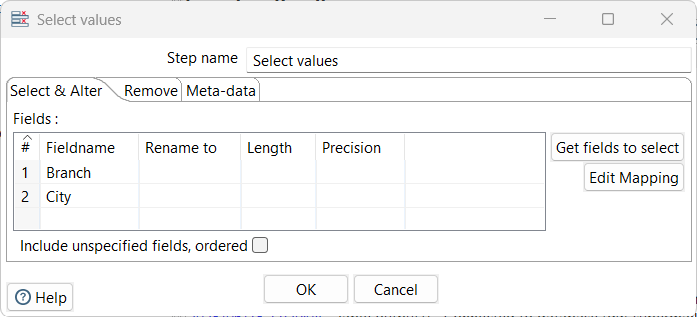 Select values
Step name Select values
Select & Alter Remove Meta-data
Fields :
# Fieldname Rename to Length Precision
1 Branch
2 City
Get fields to select
Edit Mapping
Include unspecified fields, ordered
Help OK Cancel